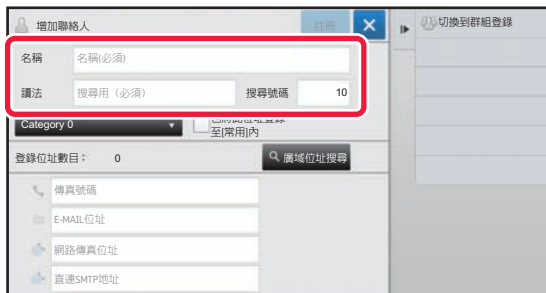 增加聯絡人
註冊
切換到群組登錄
名稱 名稱(必須)
讀法 搜尋用（必須） 搜尋號碼 10
Category 0
至[常用]內
登錄位址數目： 0 廣域位址搜尋
傳真號碼
E-MAIL位址
網路傳真位址
直連SMTP地址